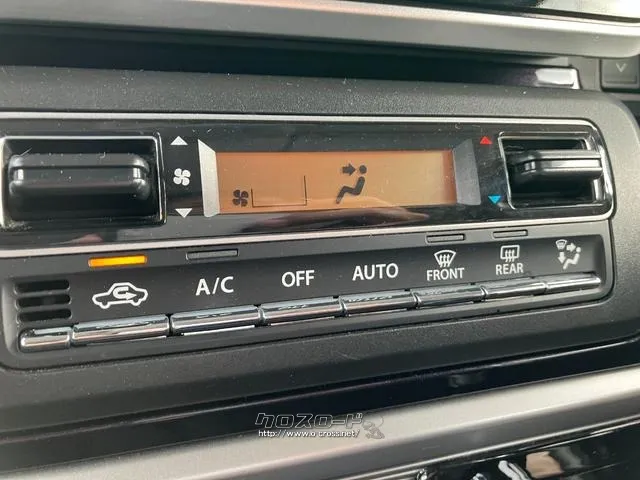 A/C
OFF
AUTO
FRONT
REAR
クロスロード
http://www.o-cross.net/